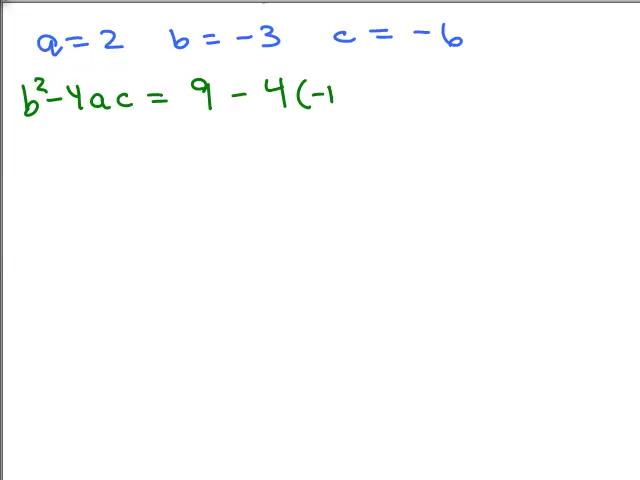 a = 2 b = -3 c = -6
b² - 4ac = 9 - 4(-1